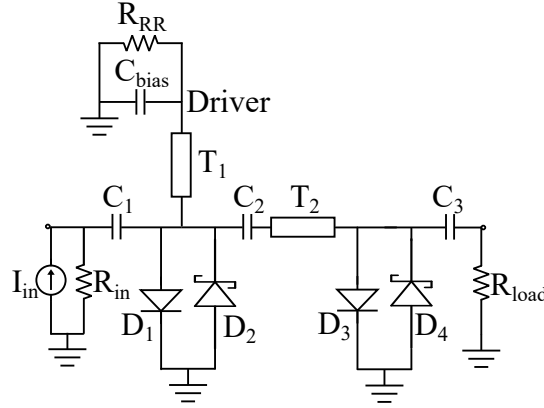 R_RR
C_bias
Driver
T_1
C_1
C_2
T_2
C_3
I_in
R_in
D_1
D_2
D_3
D_4
R_load